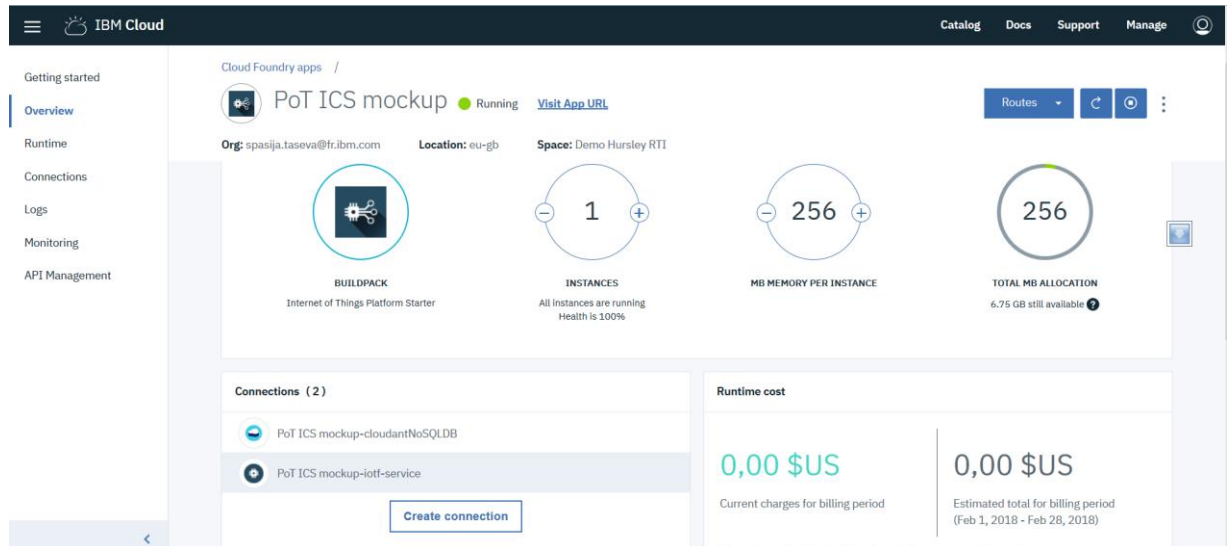 IBM Cloud
Catalog Docs Support Manage
Getting started
Overview
Runtime
Connections
Logs
Monitoring
API Management
Cloud Foundry apps /
PoT ICS mockup Running Visit App URL
Routes
Org: spasija.taseva@fr.ibm.com Location: eu-gb Space: Demo Hursley RTI
BUILDPACK
Internet of Things Platform Starter
1
INSTANCES
All instances are running
Health is 100%
256
MB MEMORY PER INSTANCE
256
TOTAL MB ALLOCATION
6.75 GB still available ?
Connections (2)
PoT ICS mockup-cloudantNoSQLDB
PoT ICS mockup-iotf-service
Create connection
Runtime cost
0,00 $US
Current charges for billing period
0,00 $US
Estimated total for billing period
(Feb 1, 2018 - Feb 28, 2018)